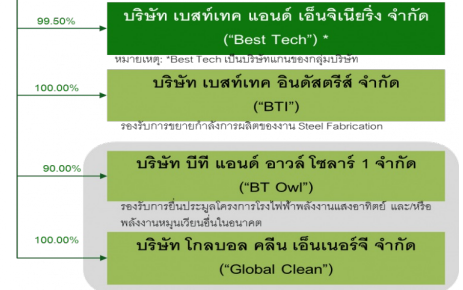 99.50%
บริษัท เบสท์เทค แอนด์ เอ็นจิเนียริ่ง จำกัด
("Best Tech") *
หมายเหตุ: *Best Tech เป็นบริษัทแกนของกลุ่มบริษัท
100.00%
บริษัท เบสท์เทค อินดัสตรีส์ จำกัด
("BTI")
รองรับการขยายกำลังการผลิตของงาน Steel Fabrication
90.00%
บริษัท บีที แอนด์ อาวล์ โซลาร์ 1 จำกัด
("BT Owl")
รองรับการยื่นประมูลโครงการโรงไฟฟ้าพลังงานแสงอาทิตย์ และ/หรือ
พลังงานหมุนเวียนอื่นในอนาคต
100.00%
บริษัท โกลบอล คลีน เอ็นเนอร์จี จำกัด
("Global Clean")